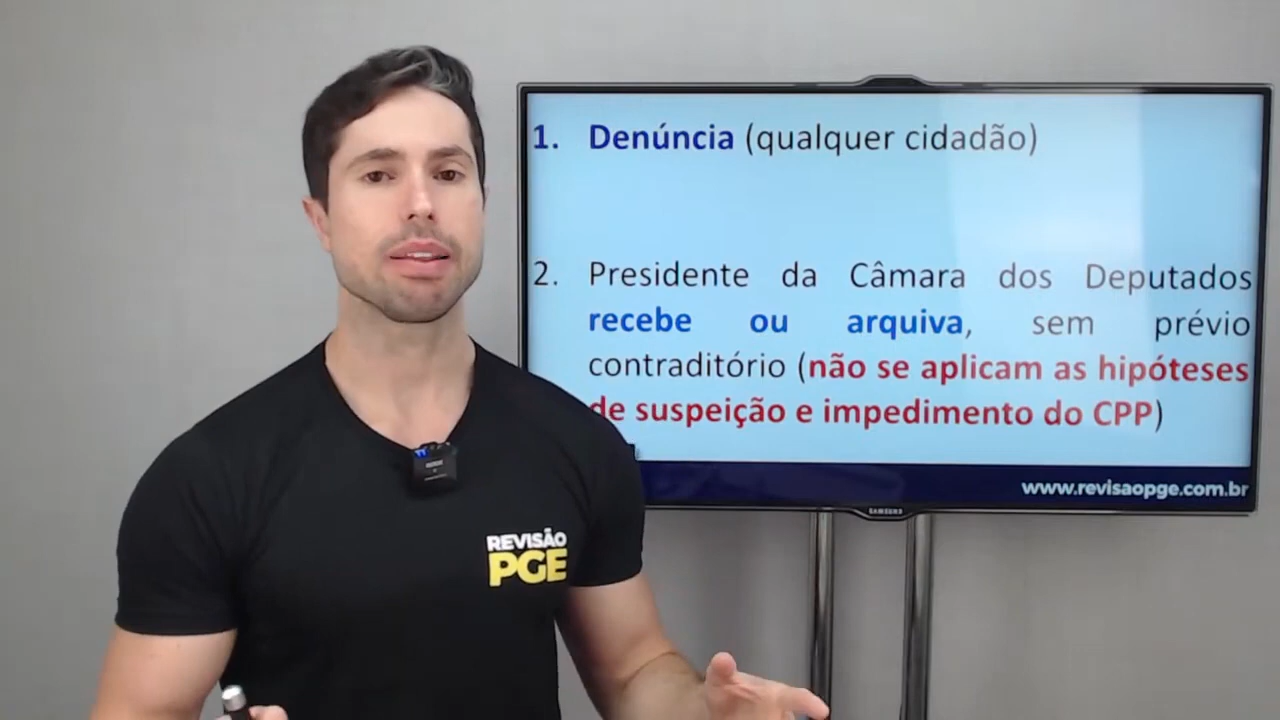 1. Denúncia (qualquer cidadão)
2. Presidente da Câmara dos Deputados
recebe ou arquiva, sem prévio
contraditório (não se aplicam as hipóteses
de suspeição e impedimento do CPP)
www.revisaopge.com.br
SAMSUNG
REVISÃO
PGE